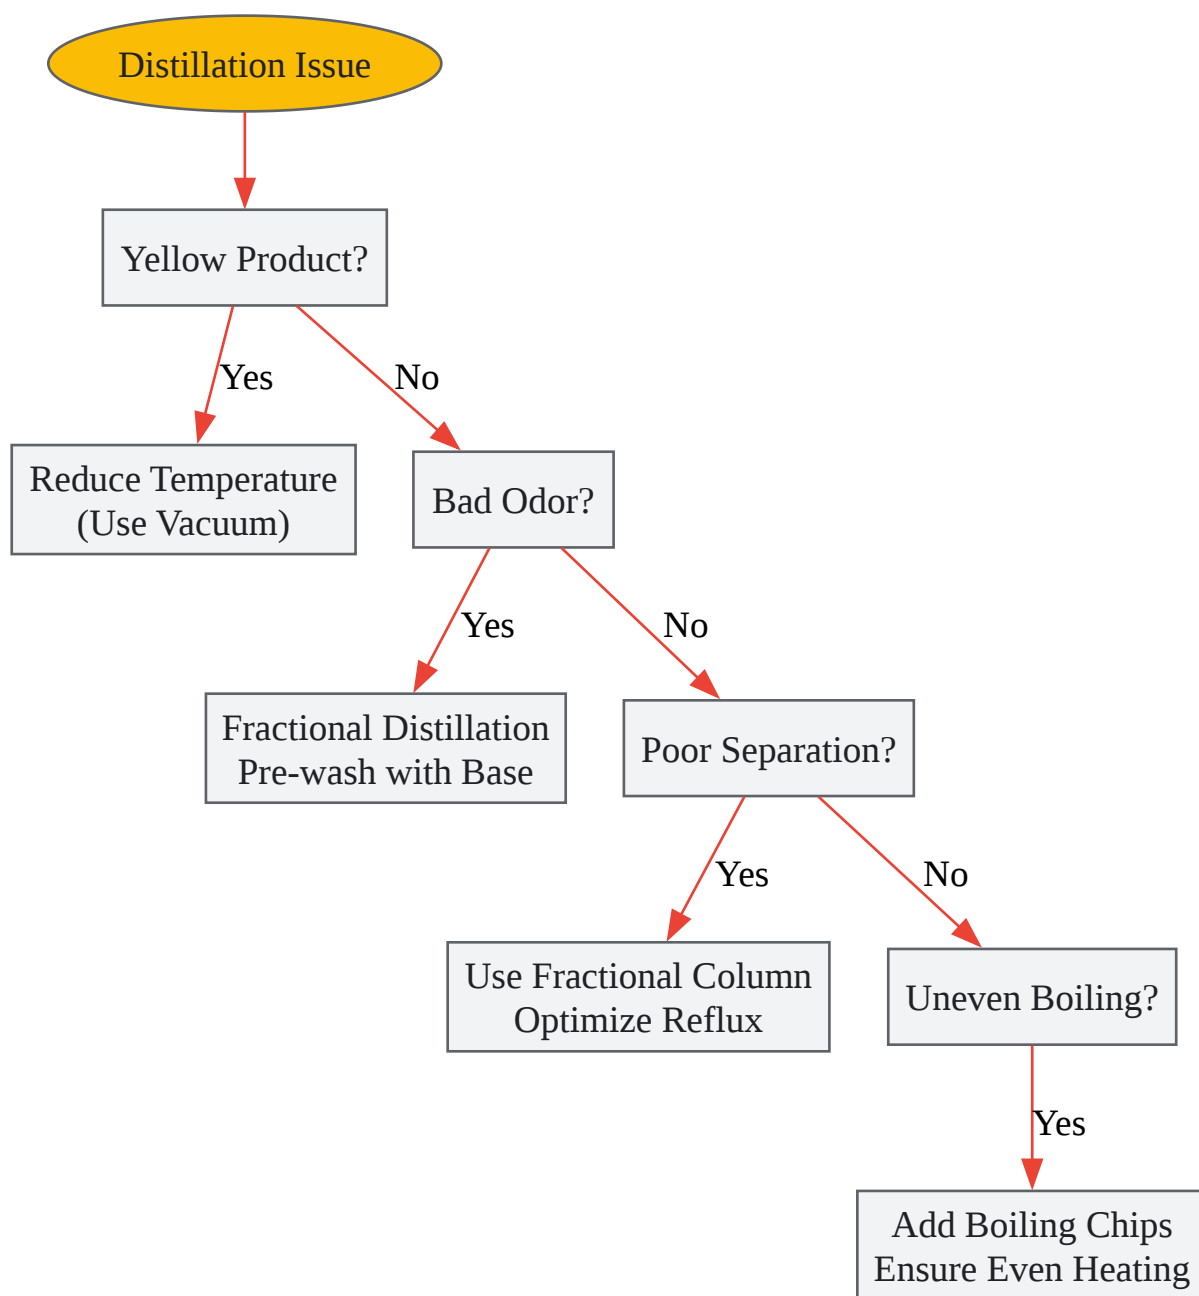 Distillation Issue
Yellow Product?
Yes
No
Reduce Temperature
(Use Vacuum)
Bad Odor?
Yes
No
Fractional Distillation
Pre-wash with Base
Poor Separation?
Yes
No
Use Fractional Column
Optimize Reflux
Uneven Boiling?
Yes
Add Boiling Chips
Ensure Even Heating